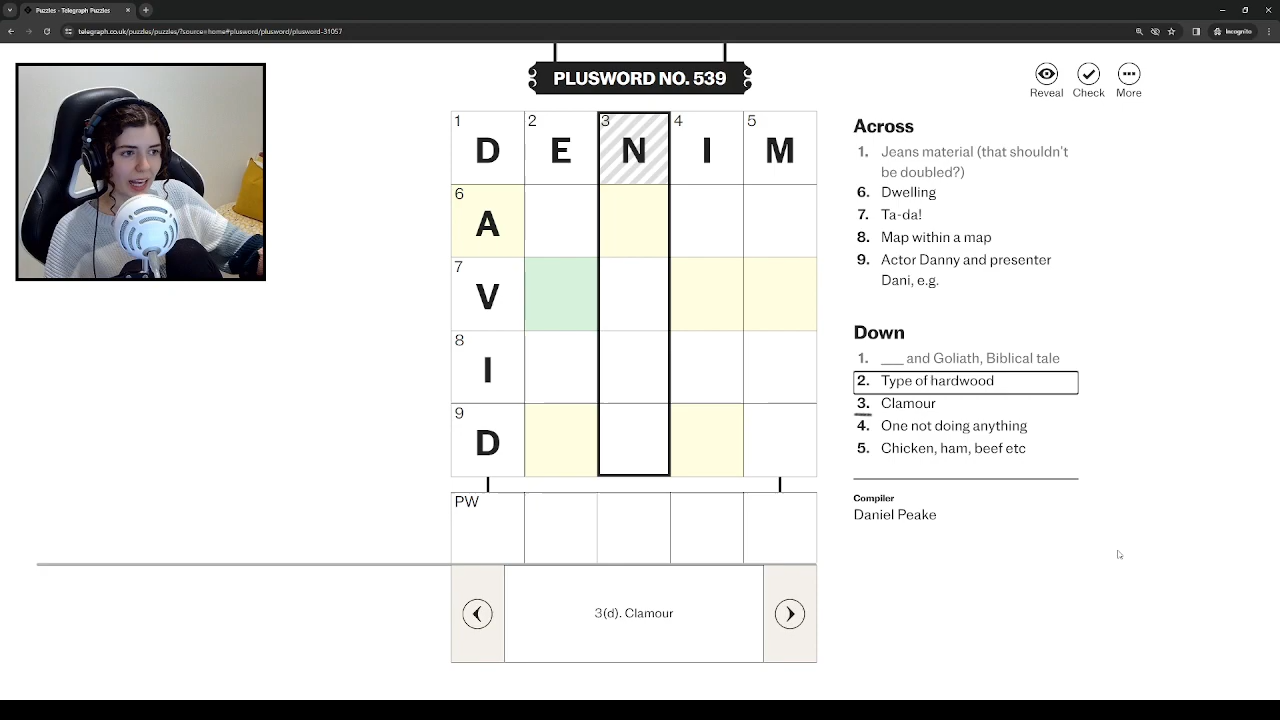 Puzzles - Telegraph Puzzles
telegraph.co.uk/puzzles/puzzles/?source=home#plusword/plusword/plusword-31057
Incognito
PLUSWORD NO. 539
Reveal
Check
More
1 2 3 4 5
D E N I M
6
A
7
V
8
I
9
D
PW
3(d). Clamour
Across
1. Jeans material (that shouldn't
be doubled?)
6. Dwelling
7. Ta-da!
8. Map within a map
9. Actor Danny and presenter
Dani, e.g.
Down
1. ___ and Goliath, Biblical tale
2. Type of hardwood
3. Clamour
4. One not doing anything
5. Chicken, ham, beef etc
Compiler
Daniel Peake